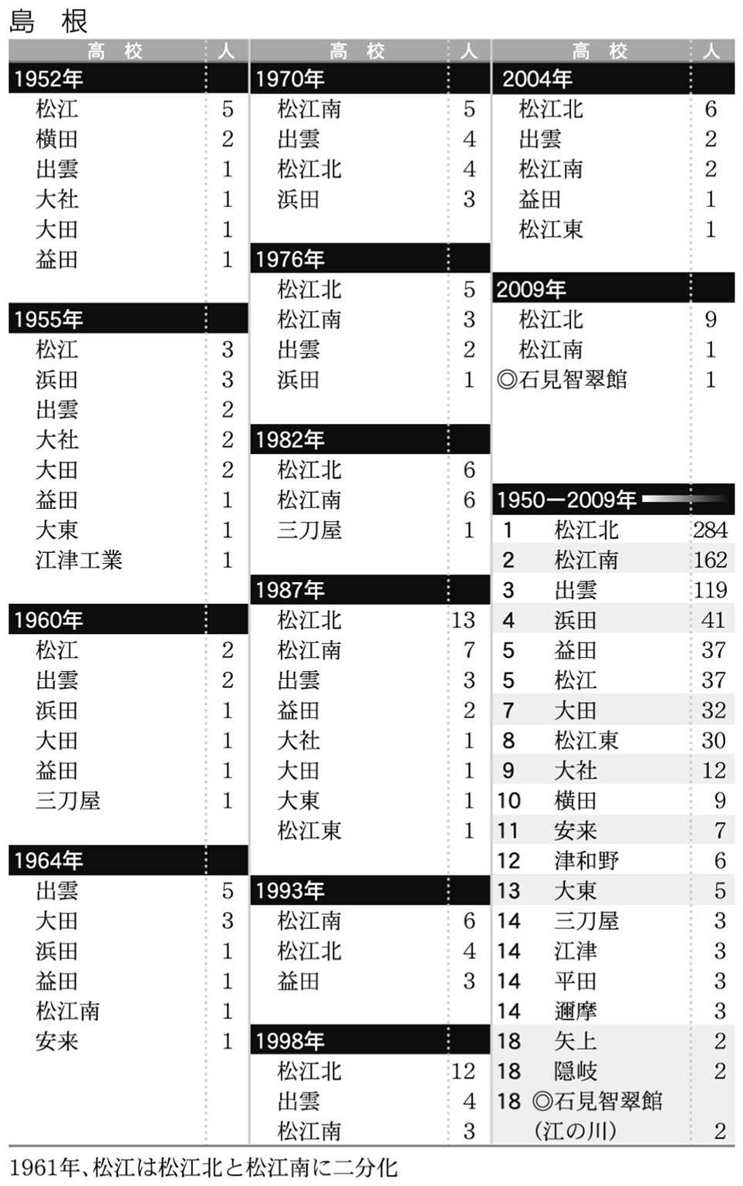 島 根
高 校 人
1952年
松江 5
横田 2
出雲 1
大社 1
大田 1
益田 1
1955年
松江 3
浜田 3
出雲 2
大社 2
大田 2
益田 1
大東 1
江津工業 1
1960年
松江 2
出雲 2
浜田 1
大田 1
益田 1
三刀屋 1
1964年
出雲 5
大田 3
浜田 1
益田 1
松江南 1
安来 1
高 校 人
1970年
松江南 5
出雲 4
松江北 4
浜田 3
1976年
松江北 5
松江南 3
出雲 2
浜田 1
1982年
松江北 6
松江南 6
三刀屋 1
1987年
松江北 13
松江南 7
出雲 3
益田 2
大社 1
大田 1
大東 1
松江東 1
1993年
松江南 6
松江北 4
益田 3
1998年
松江北 12
出雲 4
松江南 3
高 校 人
2004年
松江北 6
出雲 2
松江南 2
益田 1
松江東 1
2009年
松江北 9
松江南 1
◎石見智翠館 1
1950ー2009年
1 松江北 284
2 松江南 162
3 出雲 119
4 浜田 41
5 益田 37
5 松江 37
7 大田 32
8 松江東 30
9 大社 12
10 横田 9
11 安来 7
12 津和野 6
13 大東 5
14 三刀屋 3
14 江津 3
14 平田 3
14 邇摩 3
18 矢上 2
18 隠岐 2
18 ◎石見智翠館
(江の川) 2
1961年、松江は松江北と松江南に二分化